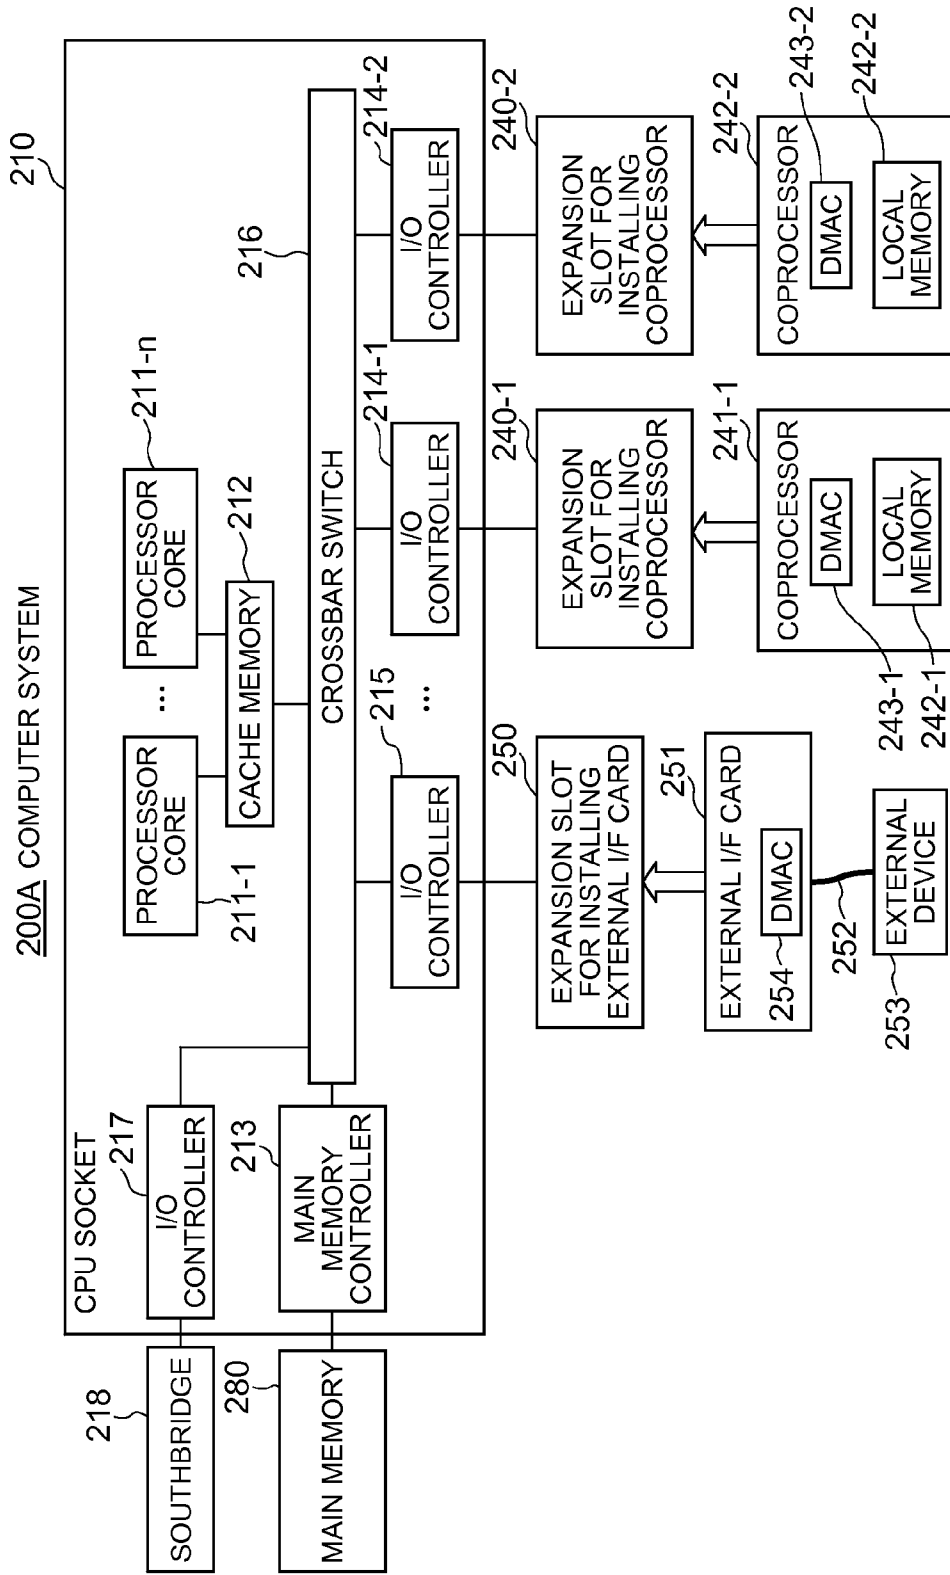 200A COMPUTER SYSTEM
210
CPU SOCKET
PROCESSOR
CORE
211-1
...
PROCESSOR
CORE
211-n
CACHE MEMORY
212
216
CROSSBAR SWITCH
217
I/O
CONTROLLER
213
MAIN
MEMORY
CONTROLLER
218
SOUTHBRIDGE
280
MAIN MEMORY
215
I/O
CONTROLLER
...
214-1
I/O
CONTROLLER
214-2
I/O
CONTROLLER
250
EXPANSION SLOT
FOR INSTALLING
EXTERNAL I/F CARD
240-1
EXPANSION
SLOT FOR
INSTALLING
COPROCESSOR
240-2
EXPANSION
SLOT FOR
INSTALLING
COPROCESSOR
251
EXTERNAL I/F CARD
DMAC
254
252
EXTERNAL
DEVICE
253
241-1
COPROCESSOR
DMAC
243-1
LOCAL
MEMORY
242-1
242-2
COPROCESSOR
DMAC
243-2
LOCAL
MEMORY
242-2